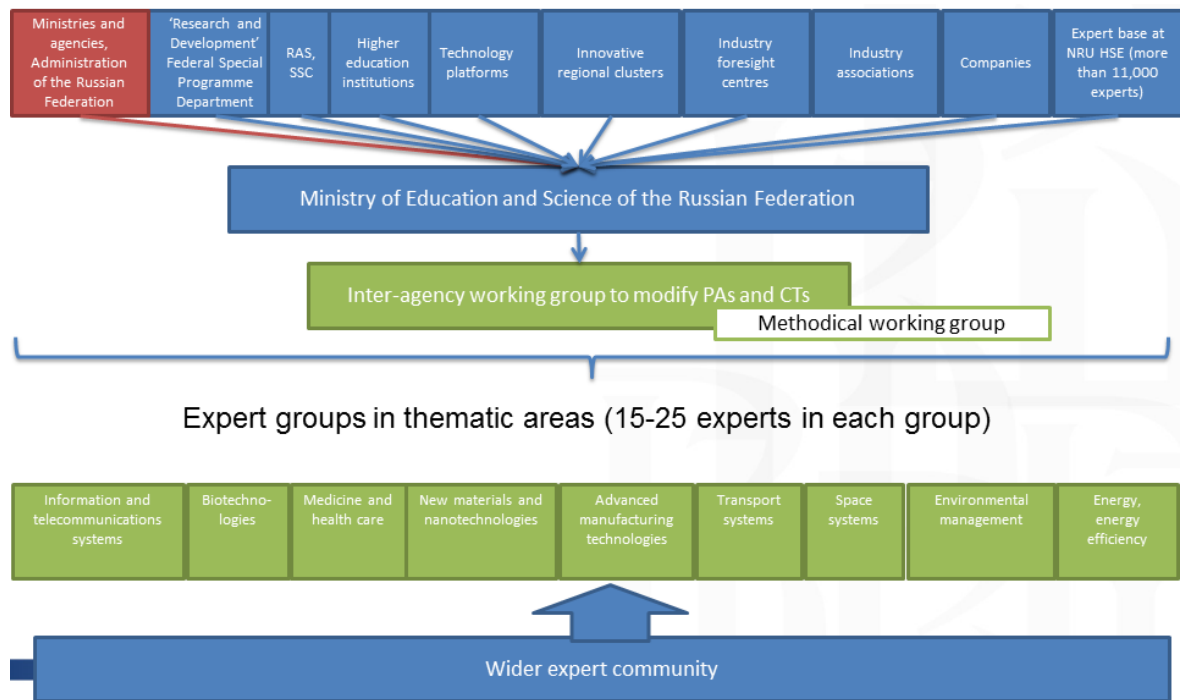 Ministries and
agencies,
Administration
of the Russian
Federation
'Research and
Development'
Federal Special
Programme
Department
RAS,
SSC
Higher
education
institutions
Technology
platforms
Innovative
regional clusters
Industry
foresight
centres
Industry
associations
Companies
Expert base at
NRU HSE (more
than 11,000
experts)
Ministry of Education and Science of the Russian Federation
Inter-agency working group to modify PAs and CTs
Methodical working group
Expert groups in thematic areas (15-25 experts in each group)
Information and
telecommunications
systems
Biotechno-
logies
Medicine and
health care
New materials and
nanotechnologies
Advanced
manufacturing
technologies
Transport
systems
Space
systems
Environmental
management
Energy,
energy
efficiency
Wider expert community